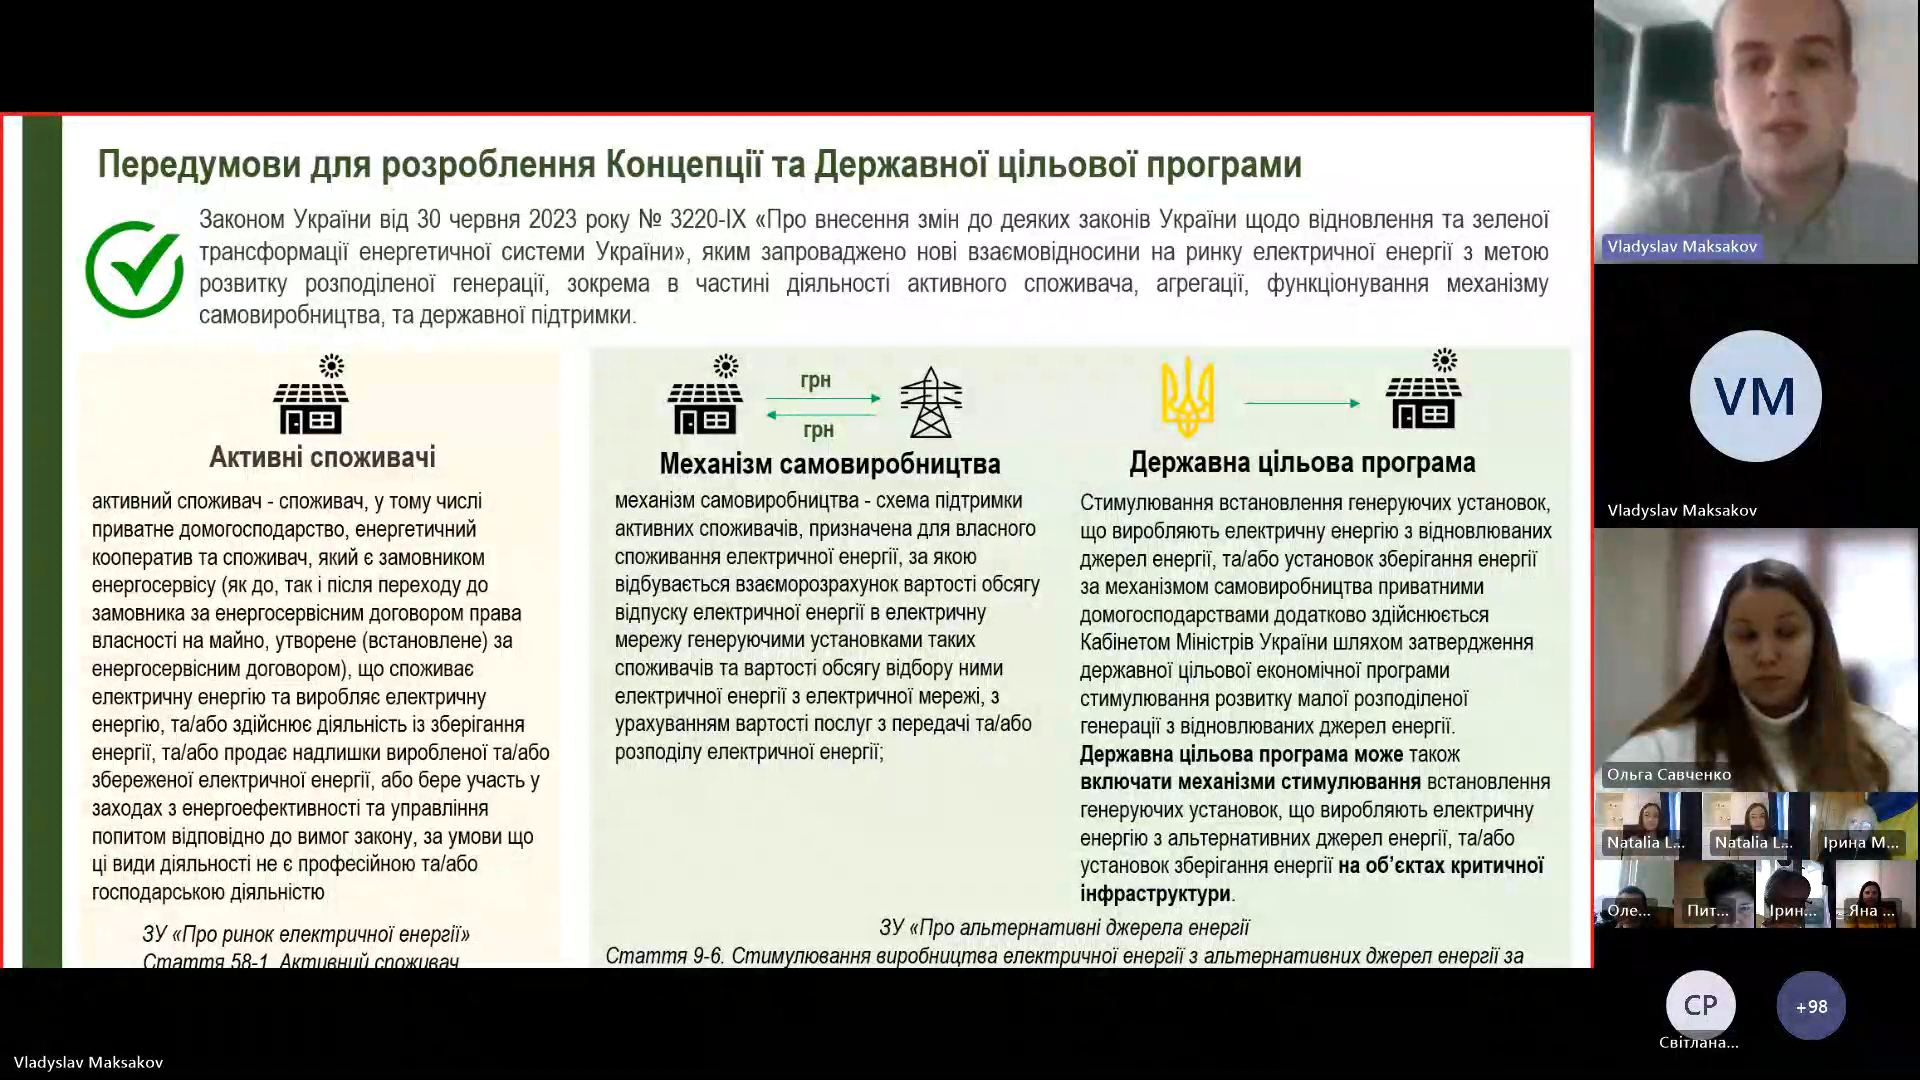 Передумови для розроблення Концепції та Державної цільової програми
Законом України від 30 червня 2023 року № 3220-IX «Про внесення змін до деяких законів України щодо відновлення та зеленої
трансформації енергетичної системи України», яким запроваджено нові взаємовідносини на ринку електричної енергії з метою
розвитку розподіленої генерації, зокрема в частині діяльності активного споживача, агрегації, функціонування механізму
самовиробництва, та державної підтримки.
Активні споживачі
активний споживач - споживач, у тому числі
приватне домогосподарство, енергетичний
кооператив та споживач, який є замовником
енергосервісу (як до, так і після переходу до
замовника за енергосервісним договором права
власності на майно, утворене (встановлене) за
енергосервісним договором), що споживає
електричну енергію та виробляє електричну
енергію, та/або здійснює діяльність із зберігання
енергії, та/або продає надлишки виробленої та/або
збереженої електричної енергії, або бере участь у
заходах з енергоефективності та управління
попитом відповідно до вимог закону, за умови що
ці види діяльності не є професійною та/або
господарською діяльністю
ЗУ «Про ринок електричної енергії»
Стаття 58-1. Активний споживач
грн
грн
Механізм самовиробництва
механізм самовиробництва - схема підтримки
активних споживачів, призначена для власного
споживання електричної енергії, за якою
відбувається взаєморозрахунок вартості обсягу
відпуску електричної енергії в електричну
мережу генеруючими установками таких
споживачів та вартості обсягу відбору ними
електричної енергії з електричної мережі, з
урахуванням вартості послуг з передачі та/або
розподілу електричної енергії;
Державна цільова програма
Стимулювання встановлення генеруючих установок,
що виробляють електричну енергію з відновлюваних
джерел енергії, та/або установок зберігання енергії
за механізмом самовиробництва приватними
домогосподарствами додатково здійснюється
Кабінетом Міністрів України шляхом затвердження
державної цільової економічної програми
стимулювання розвитку малої розподіленої
генерації з відновлюваних джерел енергії.
Державна цільова програма може також
включати механізми стимулювання встановлення
генеруючих установок, що виробляють електричну
енергію з альтернативних джерел енергії, та/або
установок зберігання енергії на об'єктах критичної
інфраструктури.
ЗУ «Про альтернативні джерела енергії
Стаття 9-6. Стимулювання виробництва електричної енергії з альтернативних джерел енергії за
Vladyslav Maksakov
VM
Vladyslav Maksakov
Ольга Савченко
Natalia L...
Natalia L...
Ірина М...
Оле...
Пит...
Ірин...
Яна ...
СР
+98
Світлана...
Vladyslav Maksakov